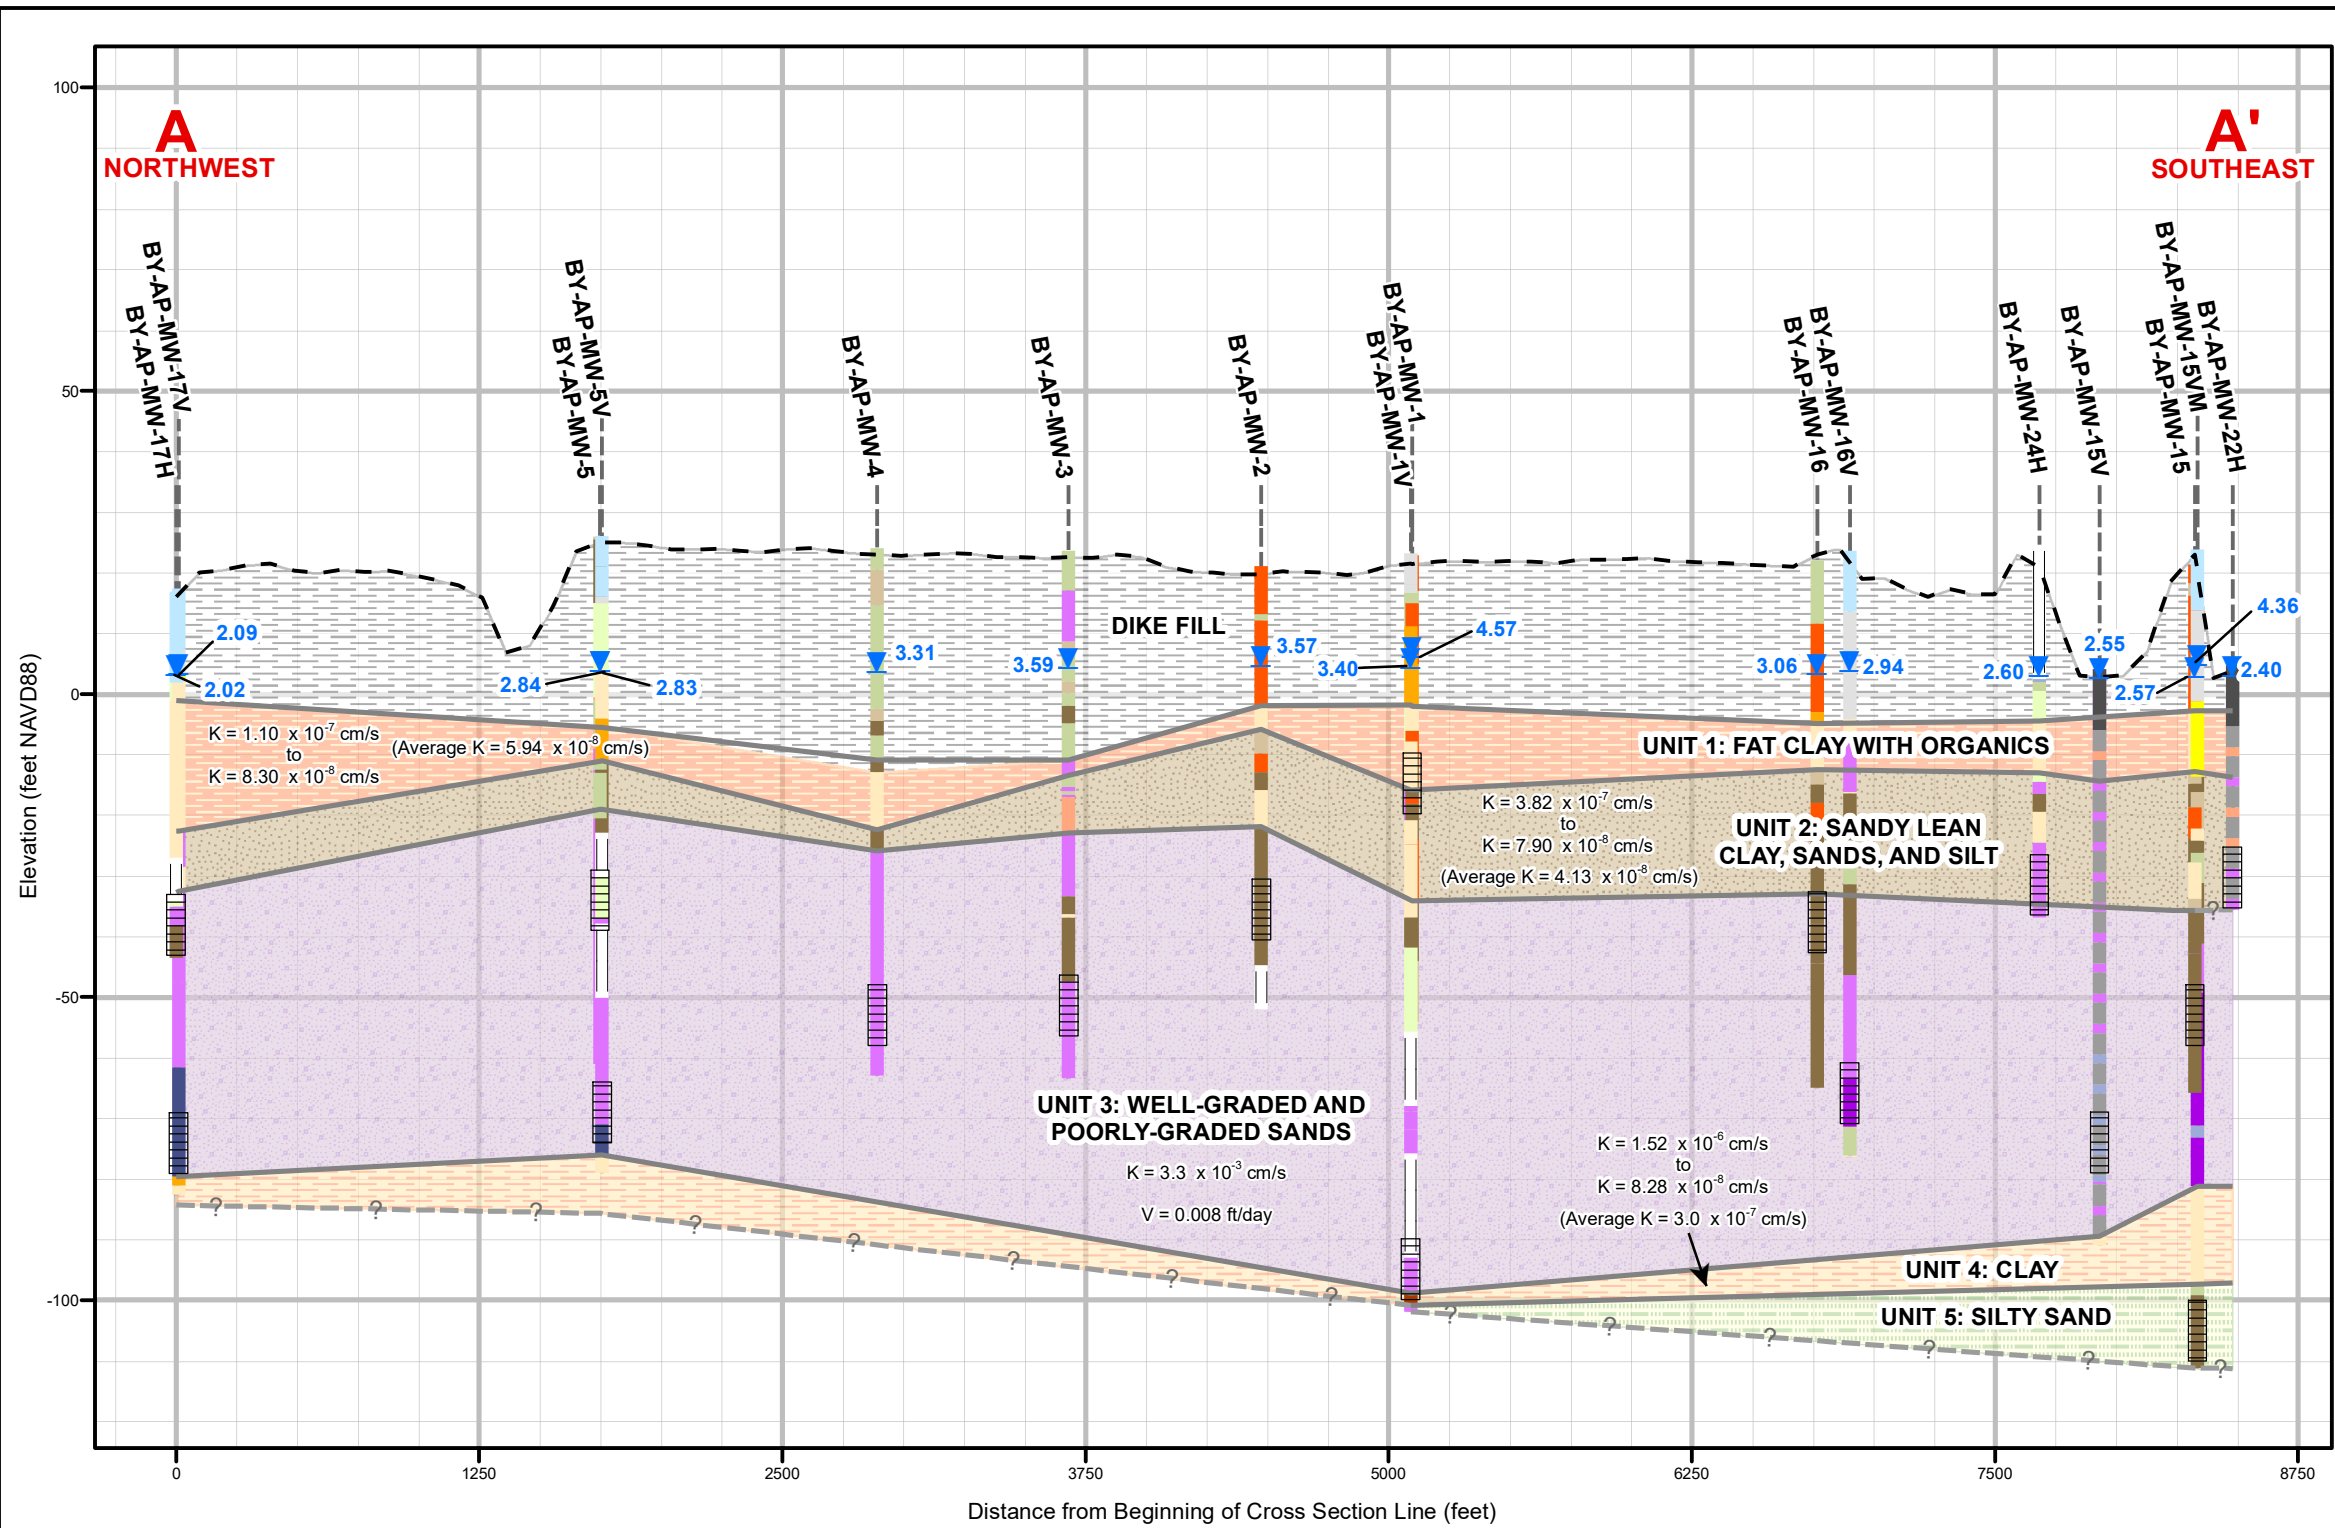 A
NORTHWEST
A'
SOUTHEAST
BY-AP-MW-17V
BY-AP-MW-17H
BY-AP-MW-5V
BY-AP-MW-5
BY-AP-MW-4
BY-AP-MW-3
BY-AP-MW-2
BY-AP-MW-1
BY-AP-MW-1V
BY-AP-MW-16V
BY-AP-MW-16
BY-AP-MW-24H
BY-AP-MW-15V
BY-AP-MW-15VM
BY-AP-MW-15
BY-AP-MW-22H
100
50
0
-50
-100
Elevation (feet NAVD88)
2.09
2.02
2.84
2.83
3.31
3.59
3.57
3.40
4.57
3.06
2.94
2.60
2.55
2.57
4.36
2.40
DIKE FILL
K = 1.10 x 10-7 cm/s
to
K = 8.30 x 10-8 cm/s
(Average K = 5.94 x 10-8 cm/s)
UNIT 1: FAT CLAY WITH ORGANICS
K = 3.82 x 10-7 cm/s
to
K = 7.90 x 10-8 cm/s
(Average K = 4.13 x 10-8 cm/s)
UNIT 2: SANDY LEAN
CLAY, SANDS, AND SILT
?
UNIT 3: WELL-GRADED AND
POORLY-GRADED SANDS
K = 3.3 x 10-3 cm/s
V = 0.008 ft/day
K = 1.52 x 10-6 cm/s
to
K = 8.28 x 10-8 cm/s
(Average K = 3.0 x 10-7 cm/s)
UNIT 4: CLAY
UNIT 5: SILTY SAND
? ? ? ? ? ? ? ? ? ? ? ? ? EXCLUDED
0 1250 2500 3750 5000 6250 7500 8750
Distance from Beginning of Cross Section Line (feet)